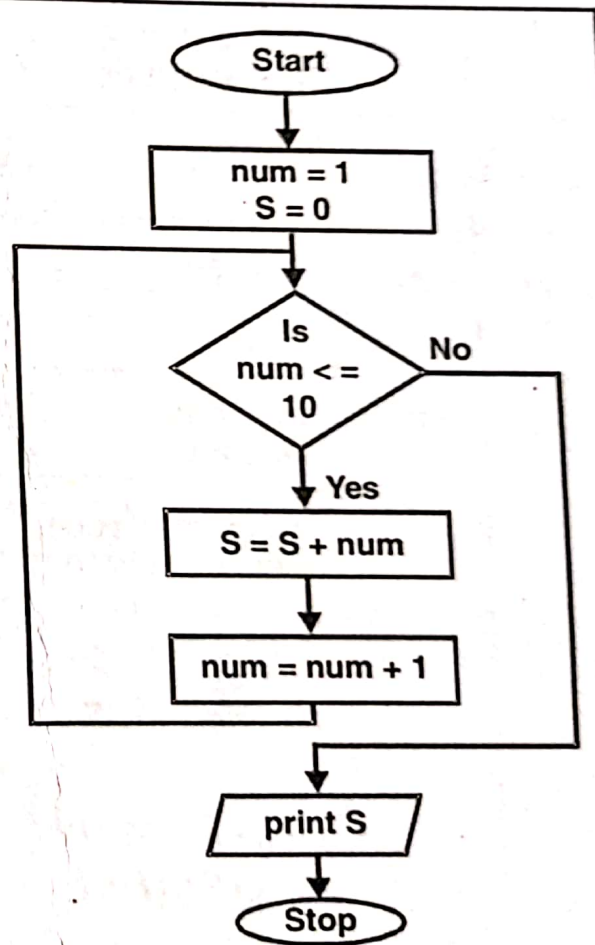 Start
num = 1
S = 0
Is
num < =
10
No
Yes
S = S + num
num = num + 1
print S
Stop